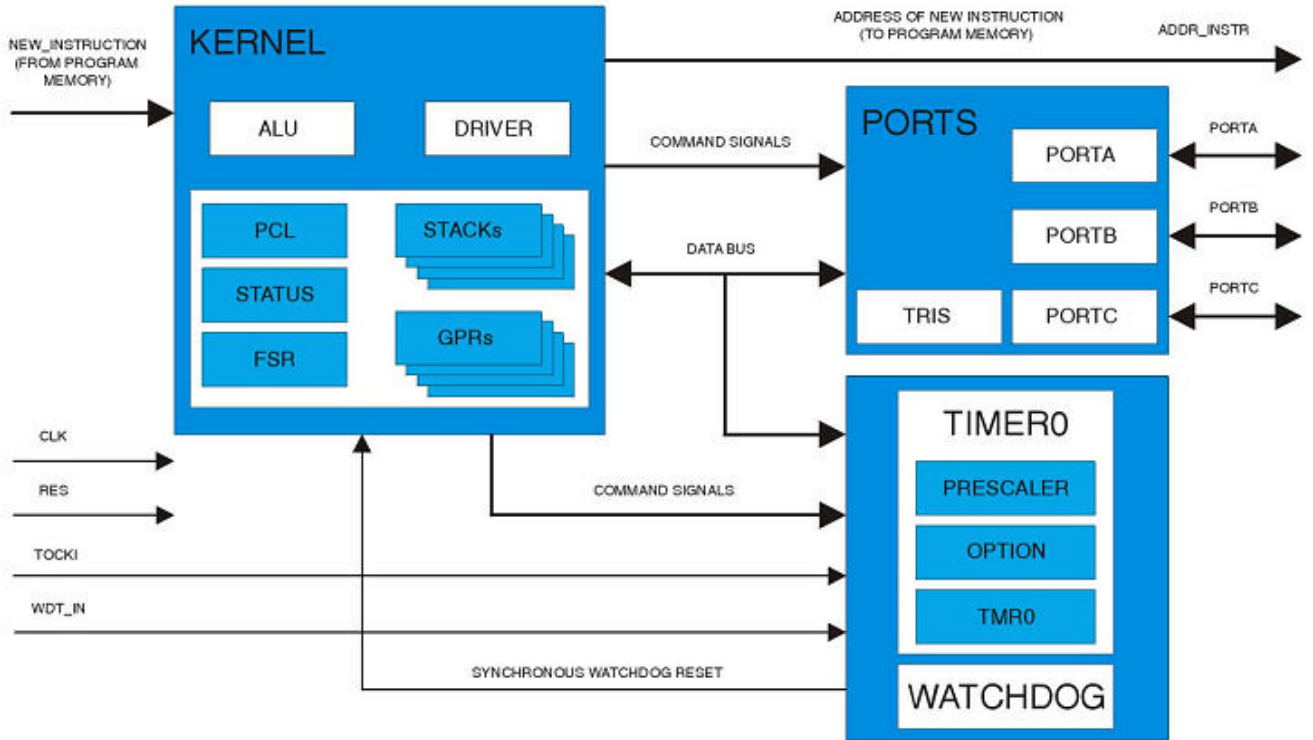 NEW_INSTRUCTION
(FROM PROGRAM
MEMORY)
KERNEL
ADDRESS OF NEW INSTRUCTION
(TO PROGRAM MEMORY)
ADDR_INSTR
ALU
DRIVER
COMMAND SIGNALS
PORTS
PORTA
PORTA
PCL
STACKs
DATA BUS
PORTB
PORTB
STATUS
GPRs
TRIS
PORTC
PORTC
FSR
CLK
RES
TIMER0
COMMAND SIGNALS
PRESCALER
TOCKI
OPTION
WDT_IN
TMR0
SYNCHRONOUS WATCHDOG RESET
WATCHDOG